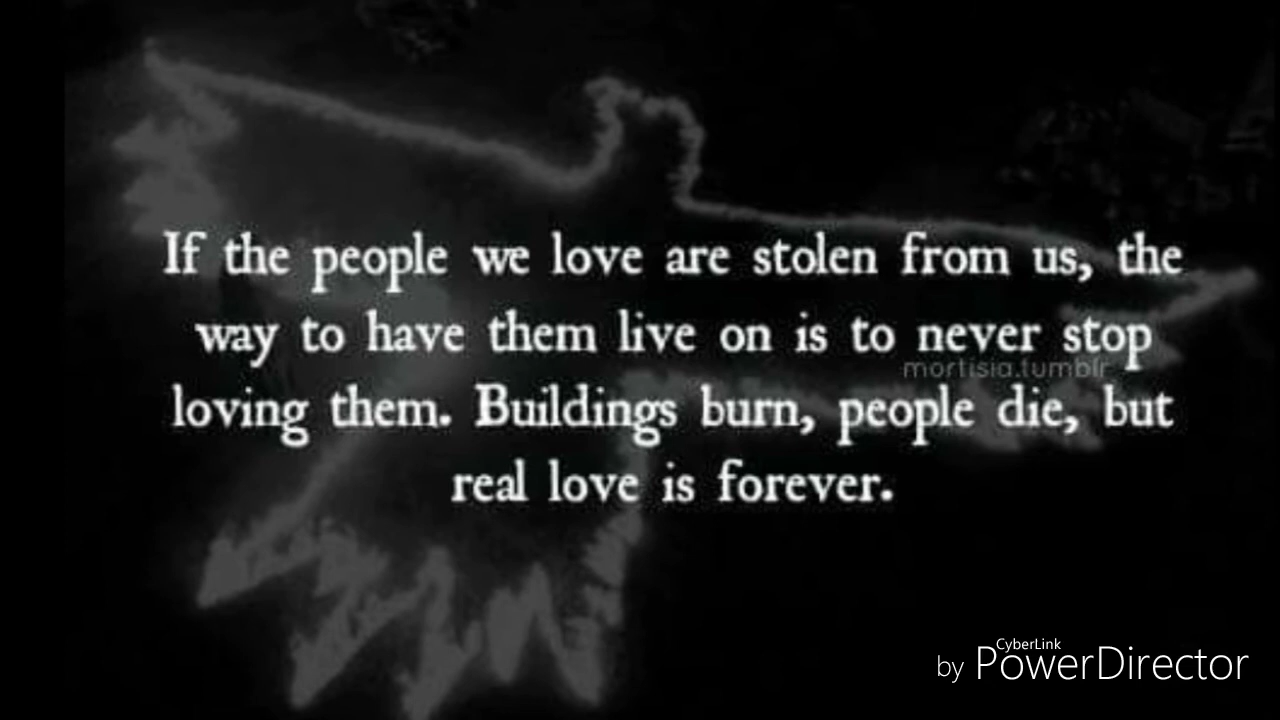 If the people we love are stolen from us, the
way to have them live on is to never stop
mortisia.tumblr
loving them. Buildings burn, people die, but
real love is forever.
CyberLink
by PowerDirector